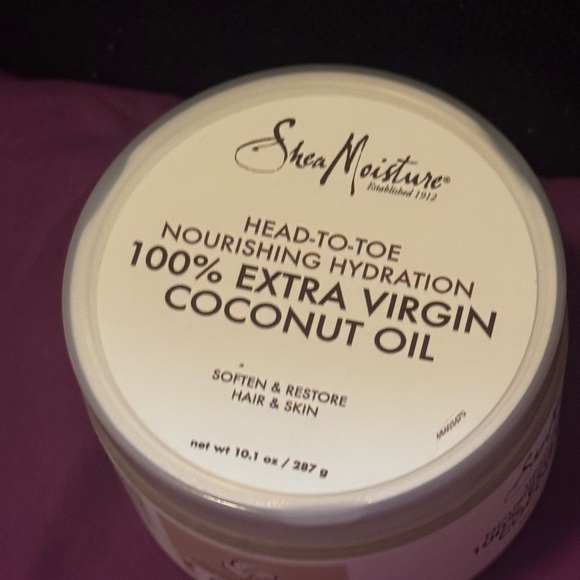 SheaMoisture®
Established 1912
HEAD-TO-TOE
NOURISHING HYDRATION
100% EXTRA VIRGIN
COCONUT OIL
SOFTEN & RESTORE
HAIR & SKIN
net wt 10.1 oz / 287 g